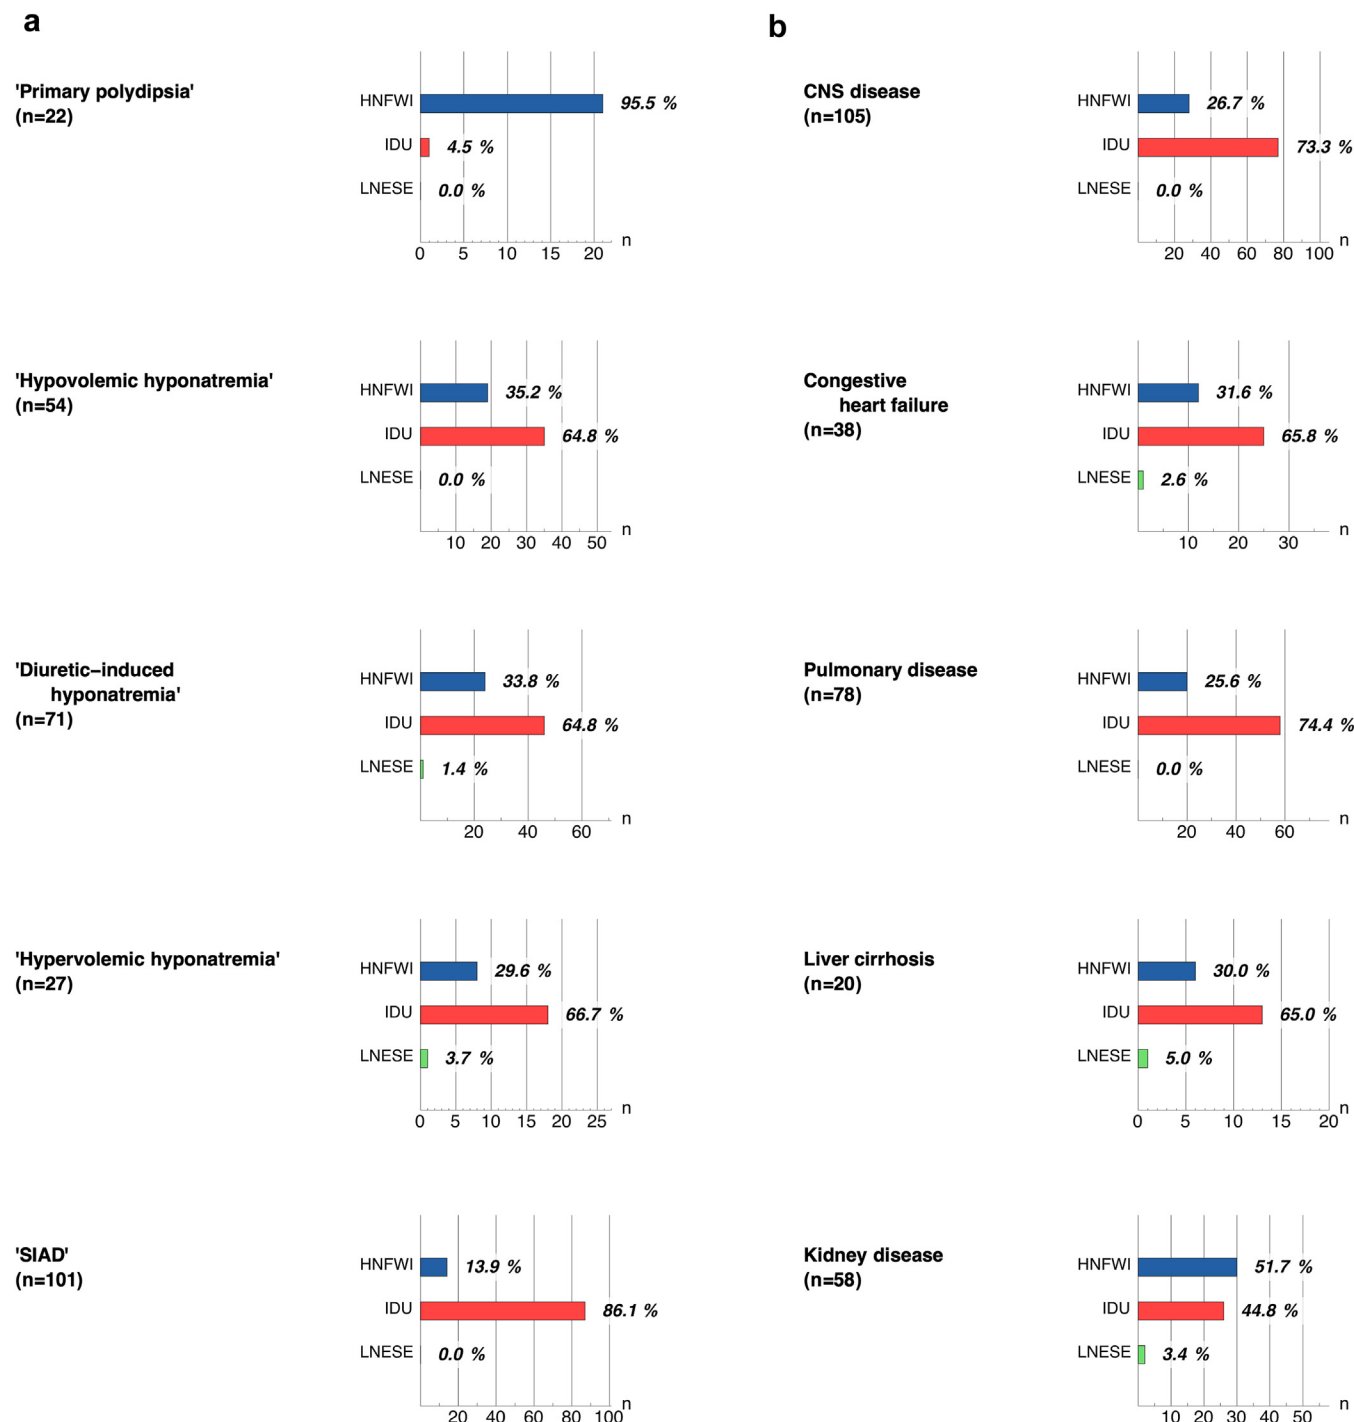 a
'Primary polydipsia'
(n=22)
HNFWI 95.5 %
IDU 4.5 %
LNESE 0.0 %
n
0 5 10 15 20
'Hypovolemic hyponatremia'
(n=54)
HNFWI 35.2 %
IDU 64.8 %
LNESE 0.0 %
n
10 20 30 40 50
'Diuretic−induced
hyponatremia'
(n=71)
HNFWI 33.8 %
IDU 64.8 %
LNESE 1.4 %
n
20 40 60
'Hypervolemic hyponatremia'
(n=27)
HNFWI 29.6 %
IDU 66.7 %
LNESE 3.7 %
n
0 5 10 15 20 25
'SIAD'
(n=101)
HNFWI 13.9 %
IDU 86.1 %
LNESE 0.0 %
n
20 40 60 80 100
b
CNS disease
(n=105)
HNFWI 26.7 %
IDU 73.3 %
LNESE 0.0 %
n
20 40 60 80 100
Congestive
heart failure
(n=38)
HNFWI 31.6 %
IDU 65.8 %
LNESE 2.6 %
n
10 20 30
Pulmonary disease
(n=78)
HNFWI 25.6 %
IDU 74.4 %
LNESE 0.0 %
n
20 40 60
Liver cirrhosis
(n=20)
HNFWI 30.0 %
IDU 65.0 %
LNESE 5.0 %
n
0 5 10 15 20
Kidney disease
(n=58)
HNFWI 51.7 %
IDU 44.8 %
LNESE 3.4 %
n
10 20 30 40 50